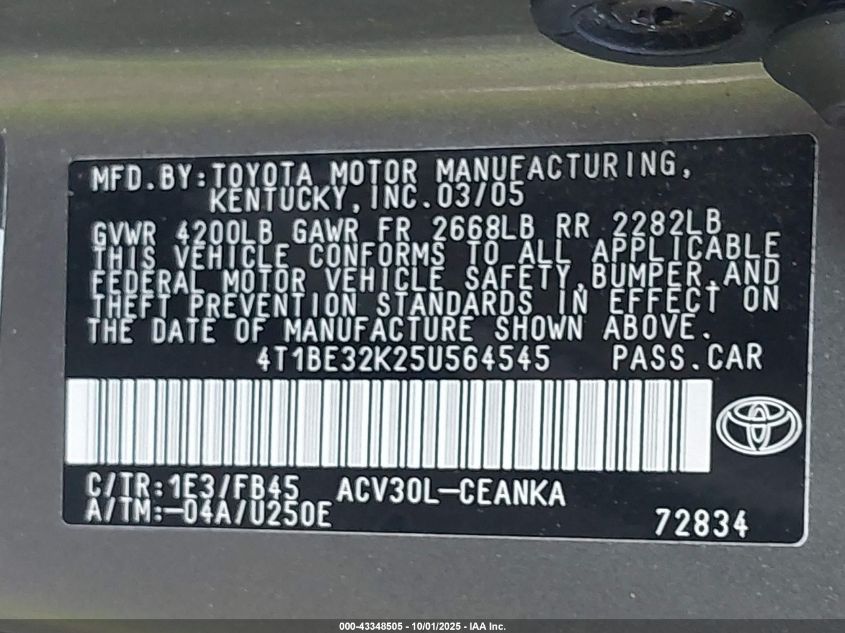 MFD.BY:TOYOTA MOTOR MANUFACTURING,
KENTUCKY,INC.03/05
GVWR 4200LB GAWR FR 2668LB RR 2282LB
THIS VEHICLE CONFORMS TO ALL APPLICABLE
FEDERAL MOTOR VEHICLE SAFETY,BUMPER,AND
THEFT PREVENTION STANDARDS IN EFFECT ON
THE DATE OF MANUFACTURE SHOWN ABOVE.
4T1BE32K25U564545 PASS.CAR
C/TR:1E3/FB45 ACV30L-CEANKA
A/TM:-04A/U250E 72834
000-43348505 - 10/01/2025 - IAA Inc.